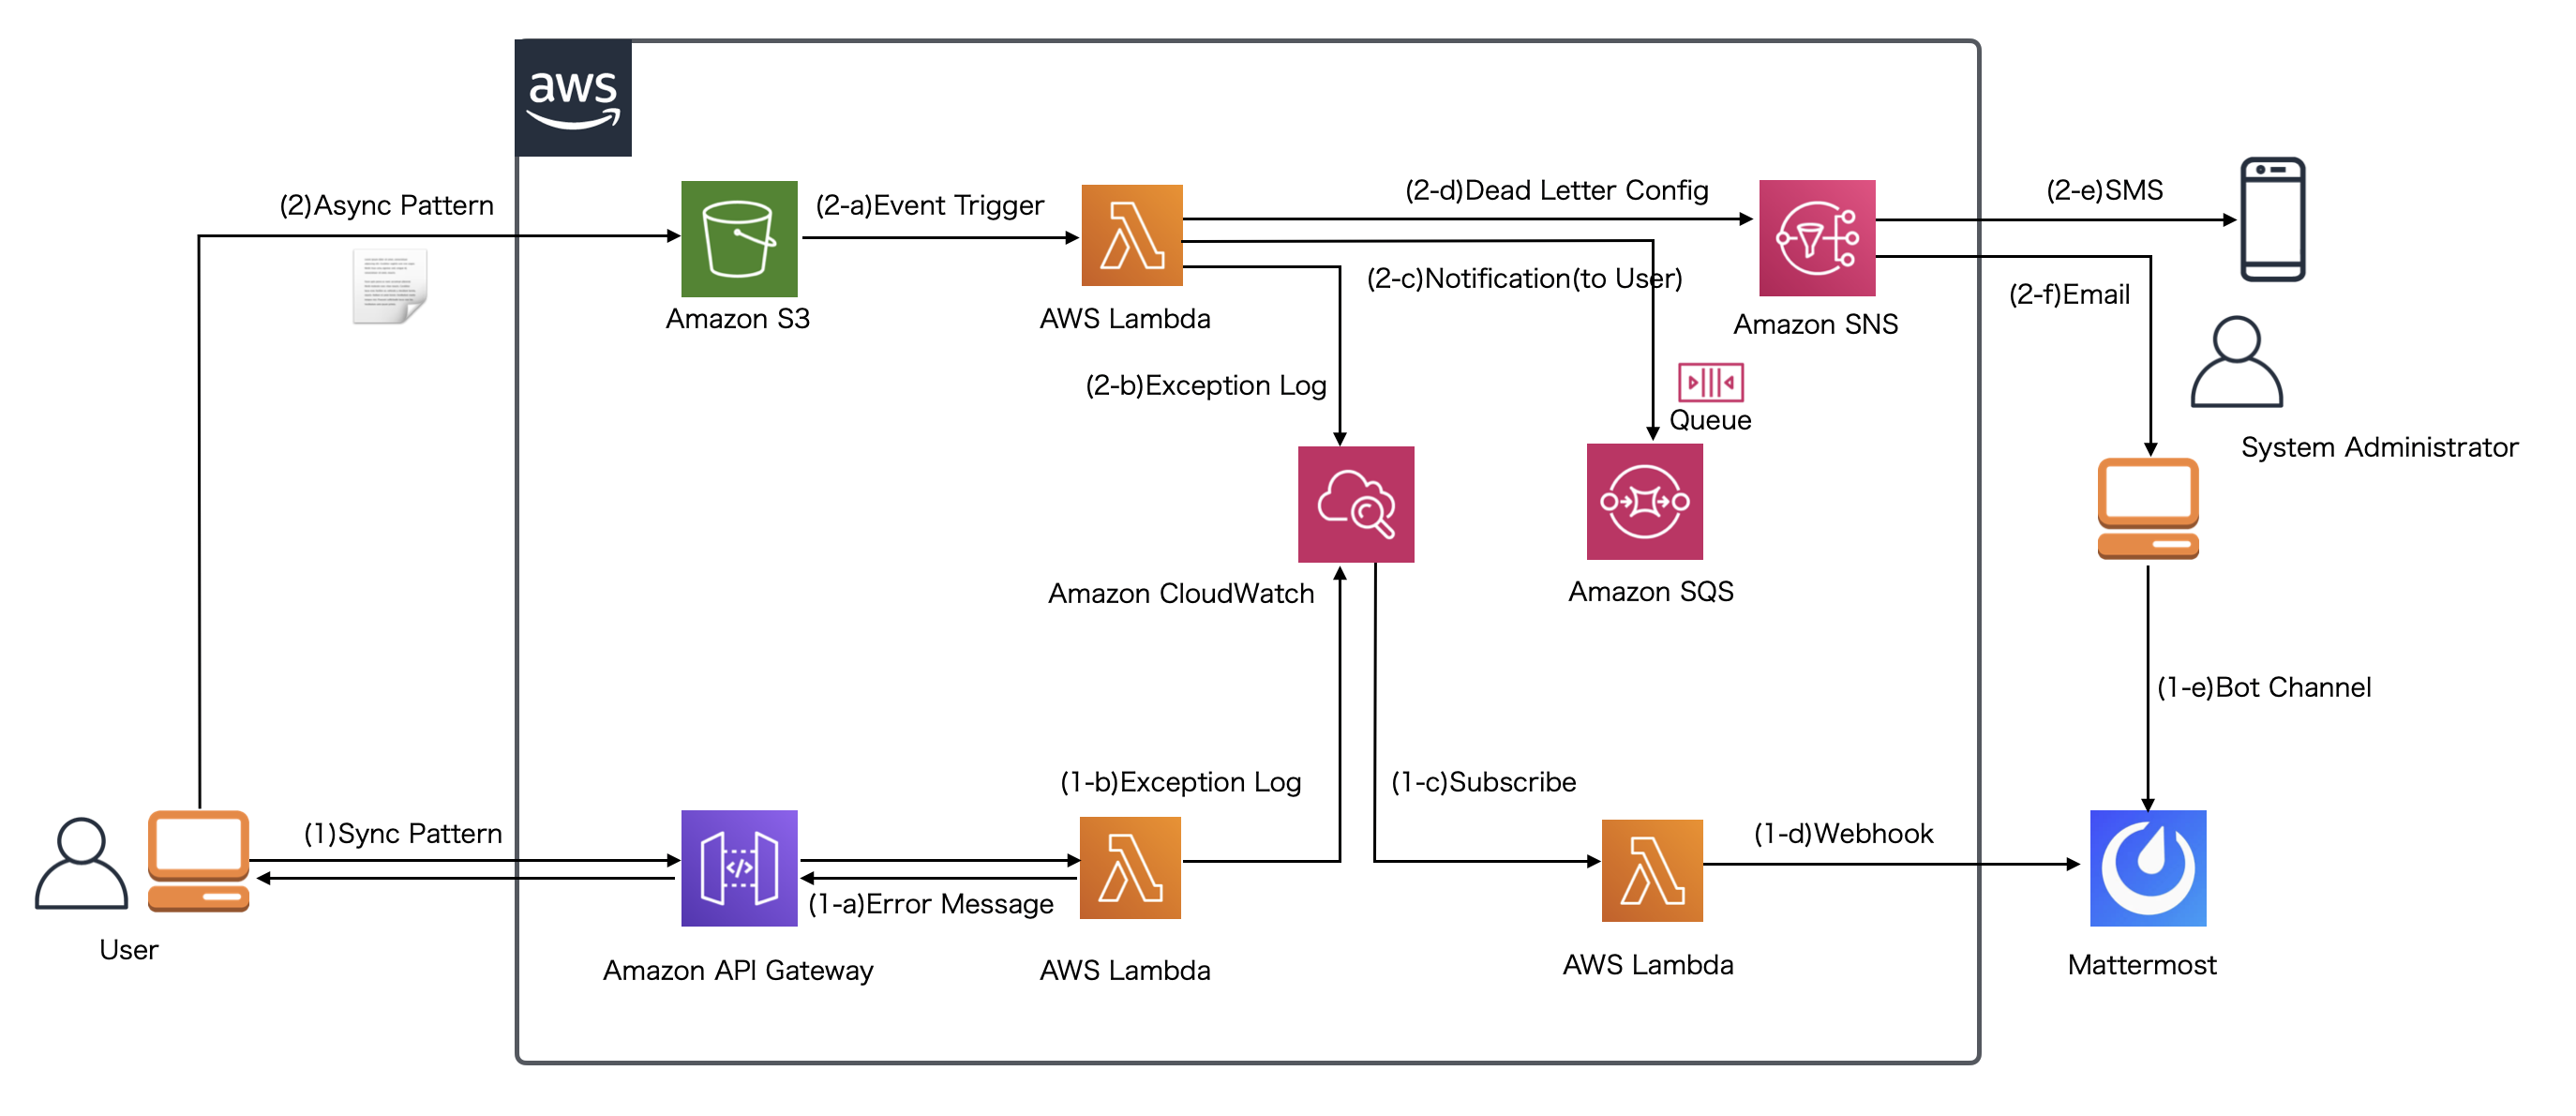 aws
(2)Async Pattern
(2-a)Event Trigger
(2-d)Dead Letter Config
(2-e)SMS
(2-c)Notification(to User)
(2-f)Email
Amazon S3
AWS Lambda
Amazon SNS
(2-b)Exception Log
Queue
System Administrator
Amazon CloudWatch
Amazon SQS
(1-e)Bot Channel
(1-b)Exception Log
(1-c)Subscribe
(1)Sync Pattern
(1-d)Webhook
</>
(1-a)Error Message
User
Amazon API Gateway
AWS Lambda
AWS Lambda
Mattermost